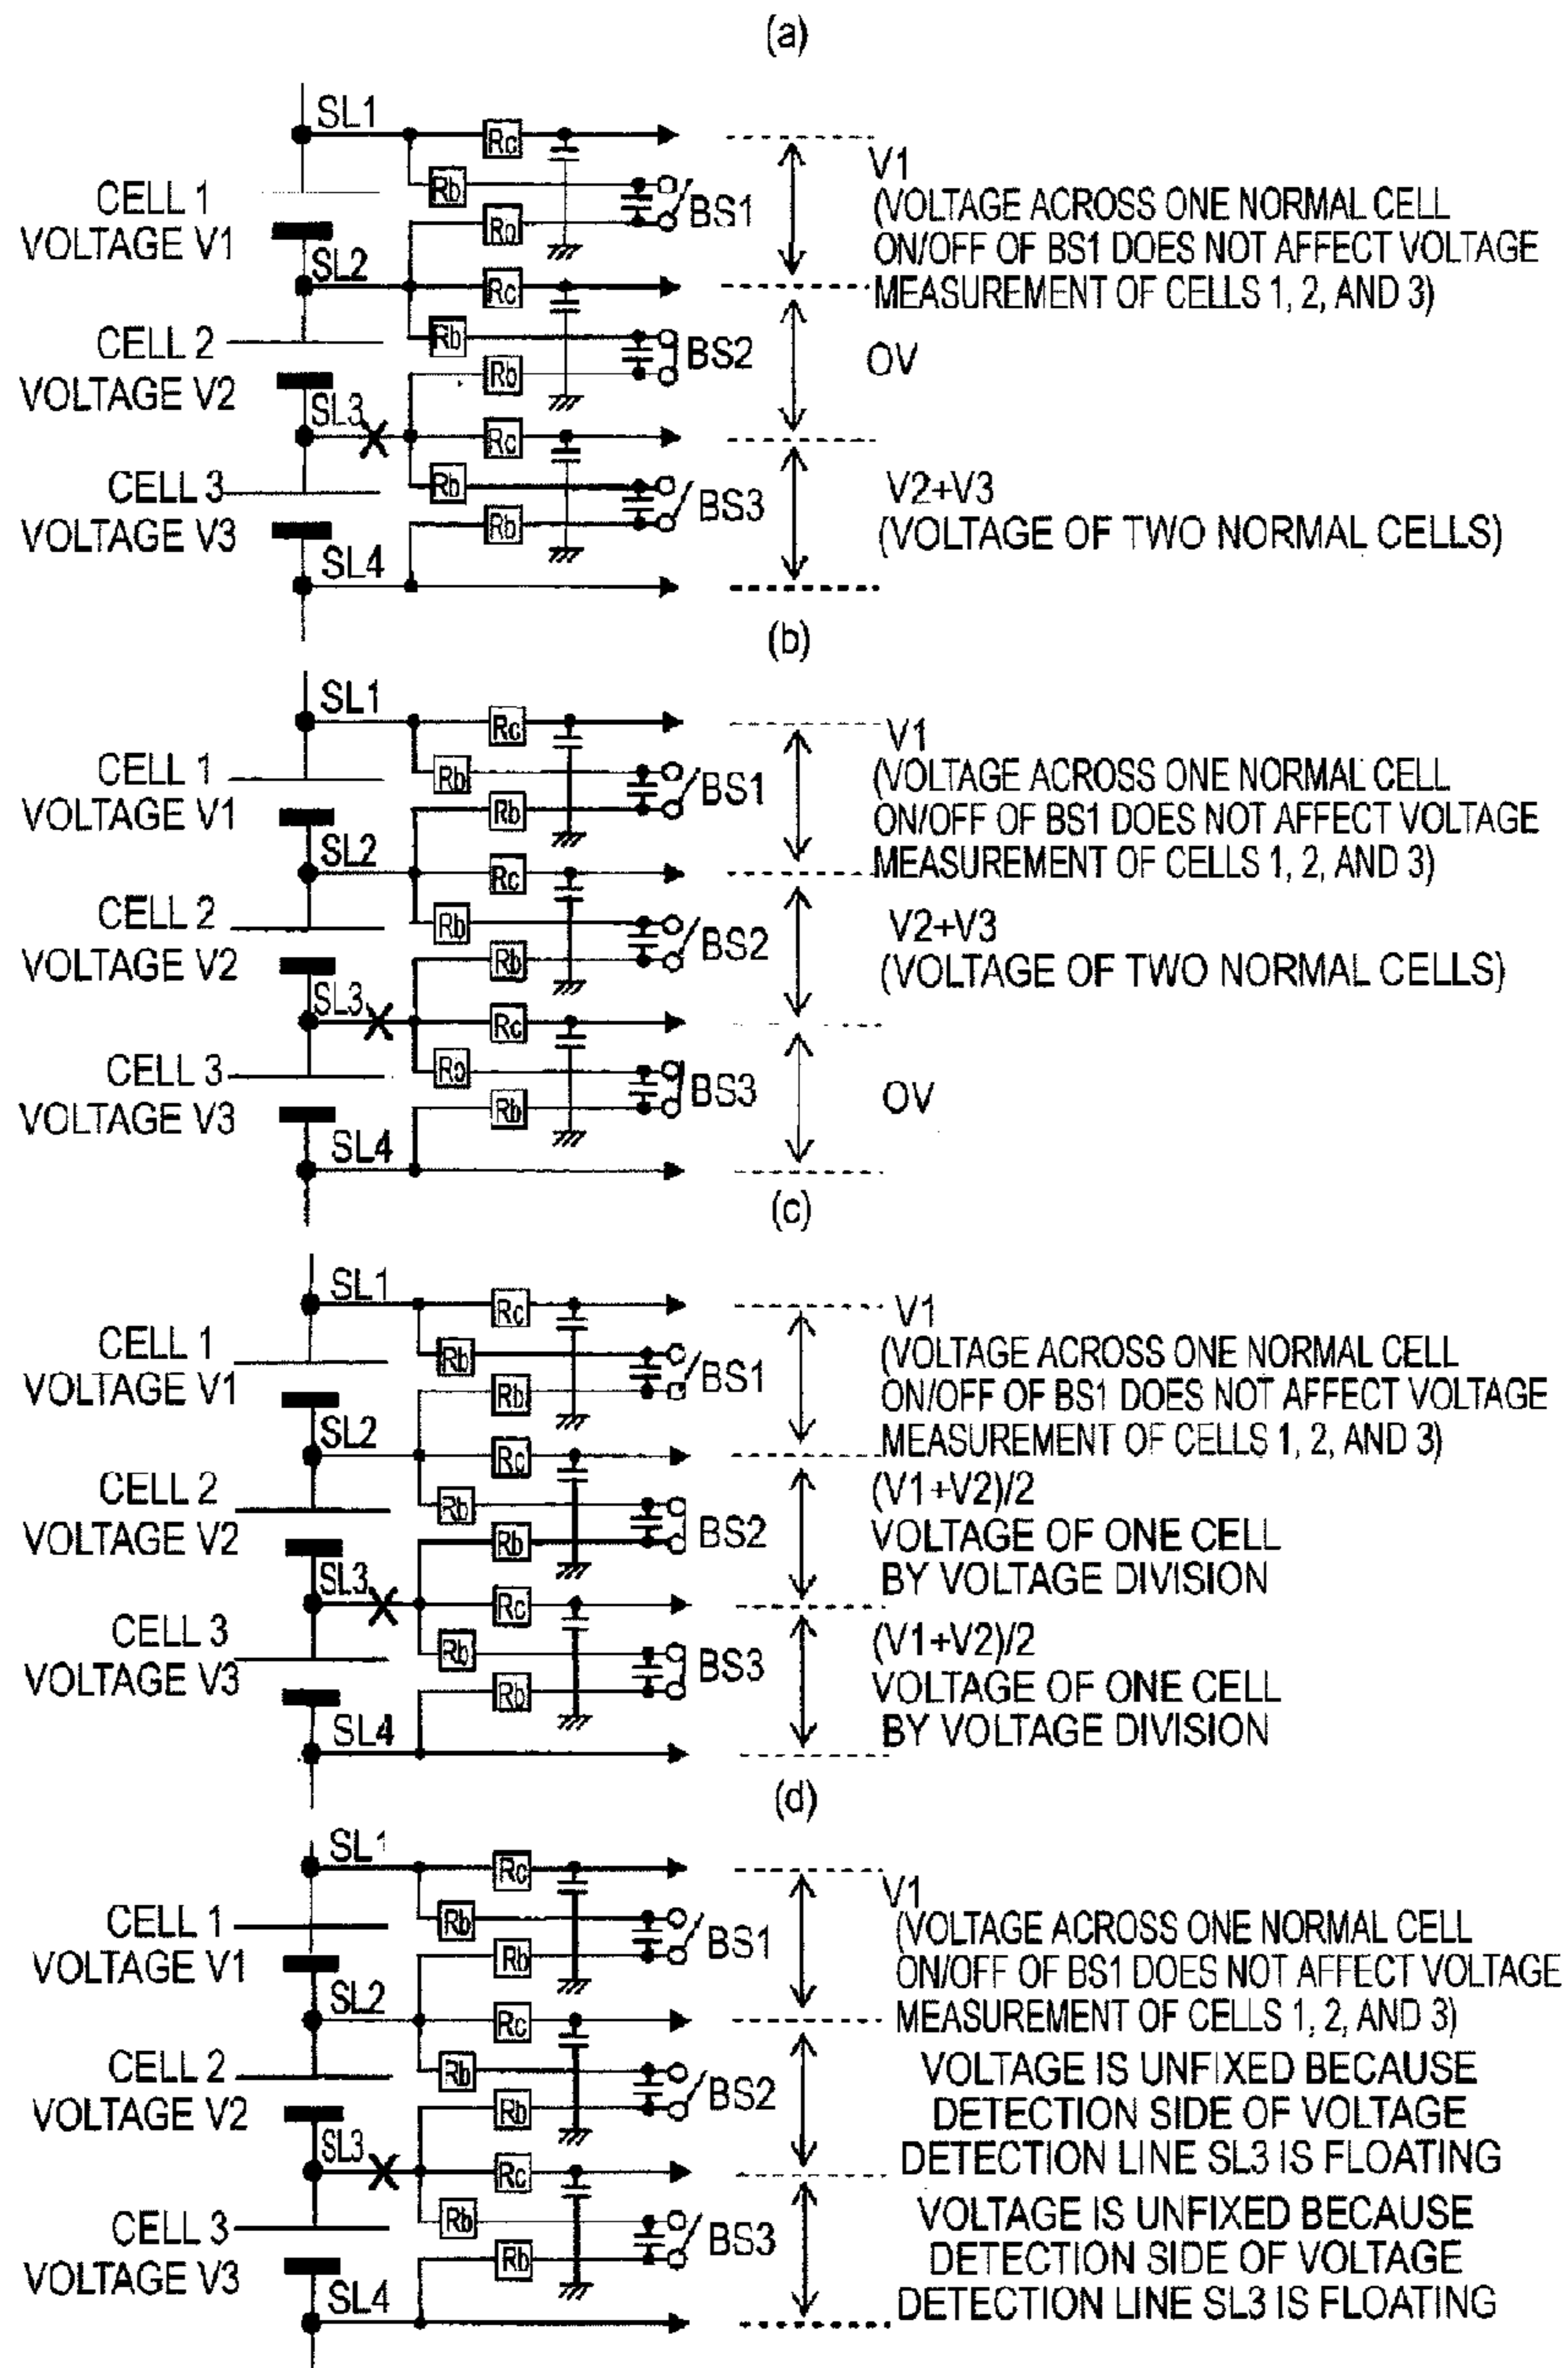 (a)
SL1
Rc
CELL 1
VOLTAGE V1
Rb
BS1
Rb
V1
(VOLTAGE ACROSS ONE NORMAL CELL
ON/OFF OF BS1 DOES NOT AFFECT VOLTAGE
MEASUREMENT OF CELLS 1, 2, AND 3)
SL2
Rc
CELL 2
VOLTAGE V2
Rb
BS2
Rb
0V
SL3
Rc
CELL 3
VOLTAGE V3
Rb
BS3
Rb
V2+V3
(VOLTAGE OF TWO NORMAL CELLS)
SL4
(b)
SL1
Rc
CELL 1
VOLTAGE V1
Rb
BS1
Rb
V1
(VOLTAGE ACROSS ONE NORMAL CELL
ON/OFF OF BS1 DOES NOT AFFECT VOLTAGE
MEASUREMENT OF CELLS 1, 2, AND 3)
SL2
Rc
CELL 2
VOLTAGE V2
Rb
BS2
Rb
V2+V3
(VOLTAGE OF TWO NORMAL CELLS)
SL3
Rc
CELL 3
VOLTAGE V3
Rb
BS3
Rb
0V
SL4
(c)
SL1
Rc
CELL 1
VOLTAGE V1
Rb
BS1
Rb
V1
(VOLTAGE ACROSS ONE NORMAL CELL
ON/OFF OF BS1 DOES NOT AFFECT VOLTAGE
MEASUREMENT OF CELLS 1, 2, AND 3)
SL2
Rc
CELL 2
VOLTAGE V2
Rb
BS2
Rb
(V1+V2)/2
VOLTAGE OF ONE CELL
BY VOLTAGE DIVISION
SL3
Rc
CELL 3
VOLTAGE V3
Rb
BS3
Rb
(V1+V2)/2
VOLTAGE OF ONE CELL
BY VOLTAGE DIVISION
SL4
(d)
SL1
Rc
CELL 1
VOLTAGE V1
Rb
BS1
Rb
V1
(VOLTAGE ACROSS ONE NORMAL CELL
ON/OFF OF BS1 DOES NOT AFFECT VOLTAGE
MEASUREMENT OF CELLS 1, 2, AND 3)
SL2
Rc
CELL 2
VOLTAGE V2
Rb
BS2
Rb
VOLTAGE IS UNFIXED BECAUSE
DETECTION SIDE OF VOLTAGE
DETECTION LINE SL3 IS FLOATING
SL3
Rc
CELL 3
VOLTAGE V3
Rb
BS3
Rb
VOLTAGE IS UNFIXED BECAUSE
DETECTION SIDE OF VOLTAGE
DETECTION LINE SL3 IS FLOATING
SL4